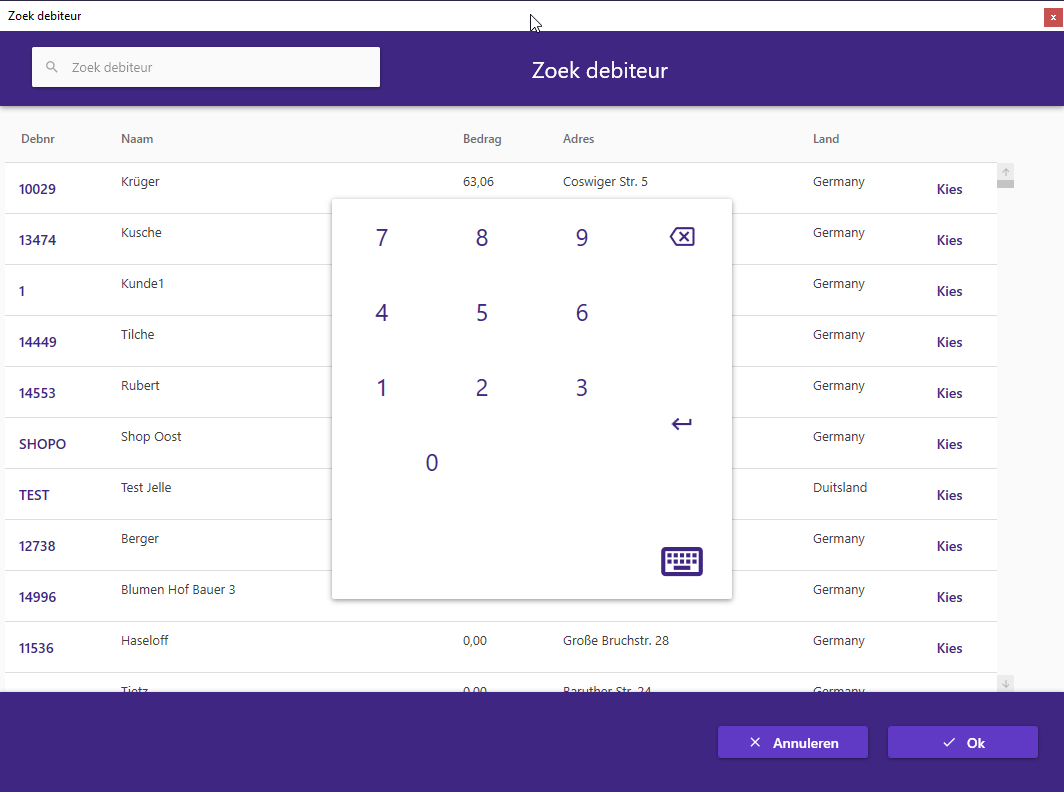 Zoek debiteur
Zoek debiteur
Zoek debiteur
Debnr Naam Bedrag Adres Land
10029 Krüger 63,06 Coswiger Str. 5 Germany Kies
13474 Kusche Germany Kies
1 Kunde1 Germany Kies
14449 Tilche Germany Kies
14553 Rubert Germany Kies
SHOPO Shop Oost Germany Kies
TEST Test Jelle Duitsland Kies
12738 Berger Germany Kies
14996 Blumen Hof Bauer 3 Germany Kies
11536 Haseloff 0,00 Große Bruchstr. 28 Germany Kies
Tietz 0,00 Baruther Str. 24 Germany
7 8 9
4 5 6
1 2 3
0
Annuleren Ok